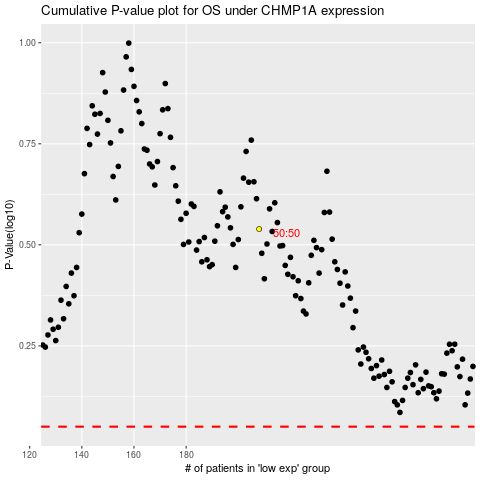 Cumulative P-value plot for OS under CHMP1A expression
P-Value(log10)
1.00
0.75
0.50
0.25
50:50
120 140 160 180
# of patients in 'low exp' group